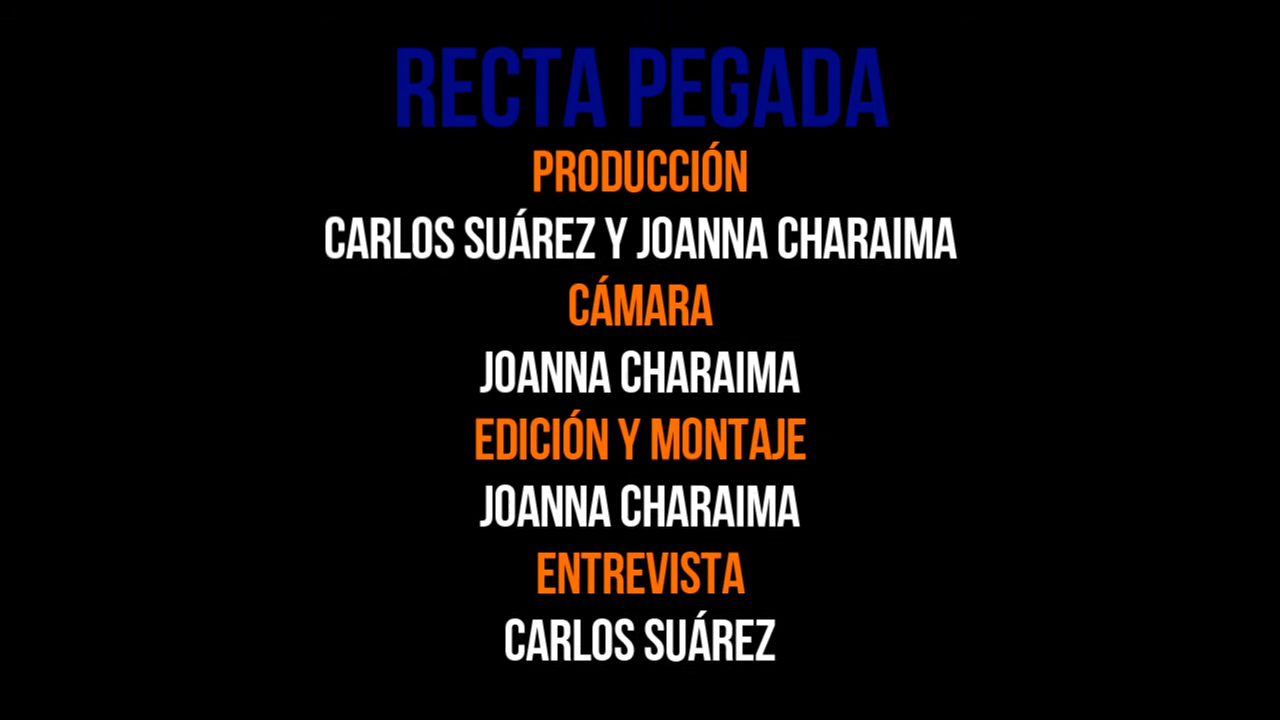 RECTA PEGADA
PRODUCCIÓN
CARLOS SUÁREZ Y JOANNA CHARAIMA
CÁMARA
JOANNA CHARAIMA
EDICIÓN Y MONTAJE
JOANNA CHARAIMA
ENTREVISTA
CARLOS SUÁREZ